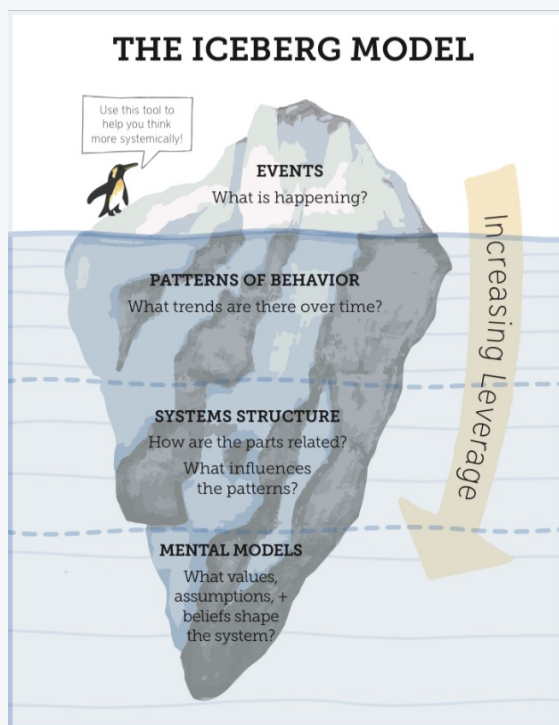 THE ICEBERG MODEL
Use this tool to
help you think
more systemically!
EVENTS
What is happening?
PATTERNS OF BEHAVIOR
What trends are there over time?
SYSTEMS STRUCTURE
How are the parts related?
What influences
the patterns?
MENTAL MODELS
What values,
assumptions, +
beliefs shape
the system?
Increasing Leverage